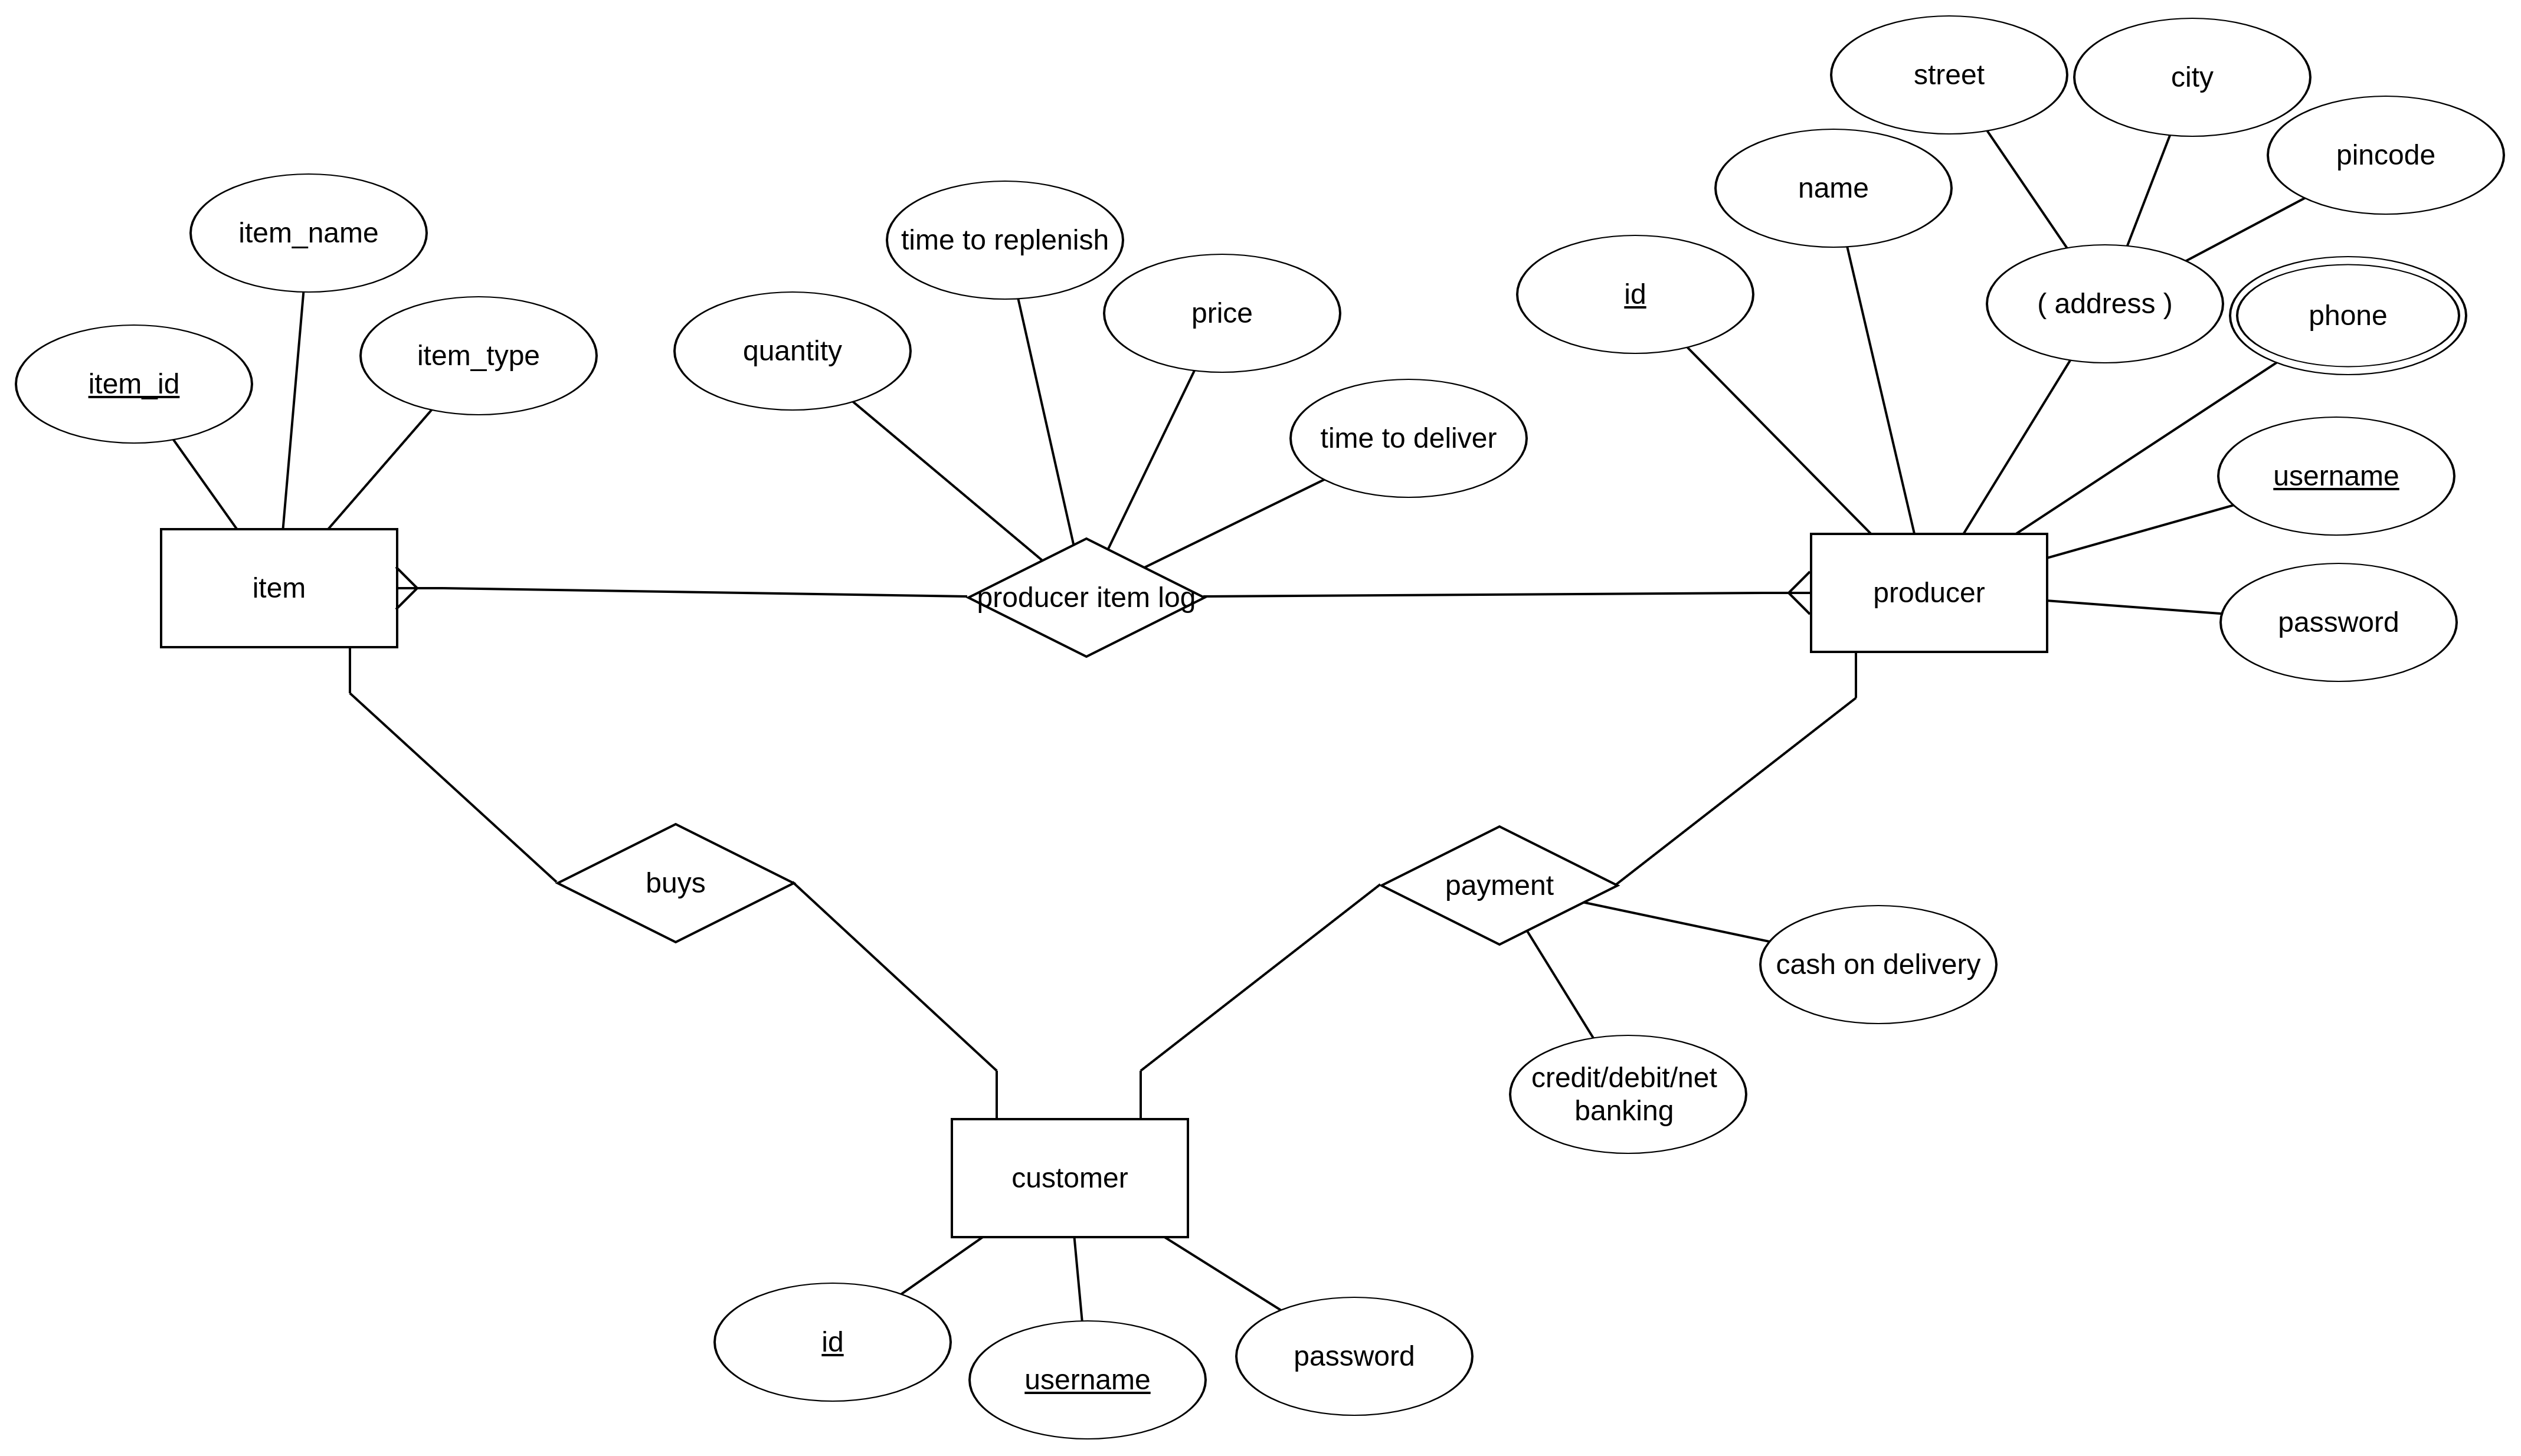 street
city
pincode
name
item_name
time to replenish
id
( address )
price
phone
quantity
item_type
item_id
time to deliver
username
item
producer item log
producer
password
buys
payment
cash on delivery
credit/debit/net
banking
customer
id
username
password